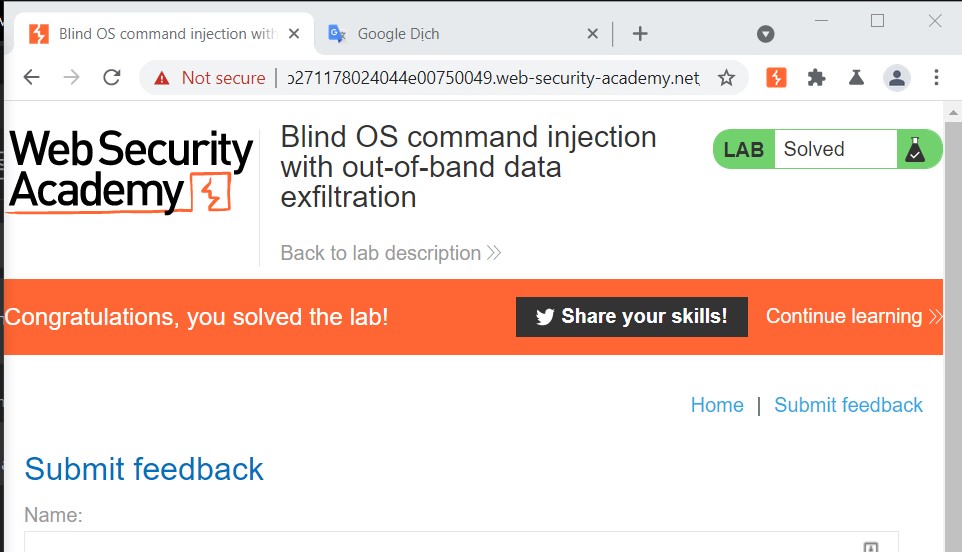 Blind OS command injection with
Google Dịch
Not secure
271178024044e00750049.web-security-academy.net
Web Security
Academy
Blind OS command injection
with out-of-band data
exfiltration
LAB
Solved
Back to lab description
Congratulations, you solved the lab!
Share your skills!
Continue learning
Home | Submit feedback
Submit feedback
Name: